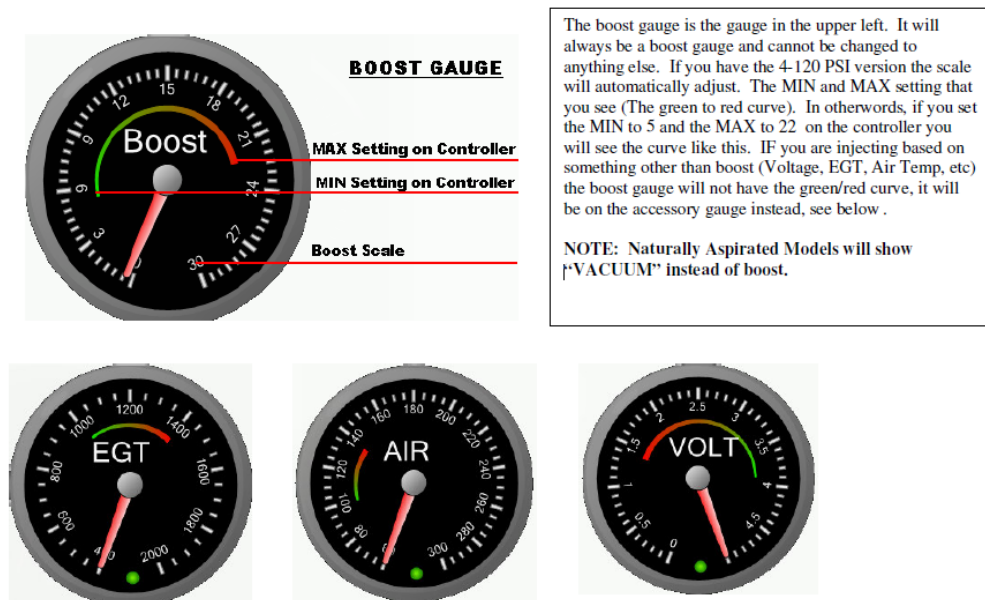 BOOST GAUGE
MAX Setting on Controller
MIN Setting on Controller
Boost Scale
Boost
0
3
6
9
12
15
18
21
24
27
30
The boost gauge is the gauge in the upper left. It will
always be a boost gauge and cannot be changed to
anything else. If you have the 4-120 PSI version the scale
will automatically adjust. The MIN and MAX setting that
you see (The green to red curve). In otherwords, if you set
the MIN to 5 and the MAX to 22 on the controller you
will see the curve like this. IF you are injecting based on
something other than boost (Voltage, EGT, Air Temp, etc)
the boost gauge will not have the green/red curve, it will
be on the accessory gauge instead, see below .
NOTE: Naturally Aspirated Models will show
“VACUUM” instead of boost.
EGT
400
600
800
1000
1200
1400
1600
1800
2000
AIR
60
80
100
120
140
160
180
200
220
240
260
280
300
VOLT
0
0.5
1
1.5
2
2.5
3
3.5
4
4.5